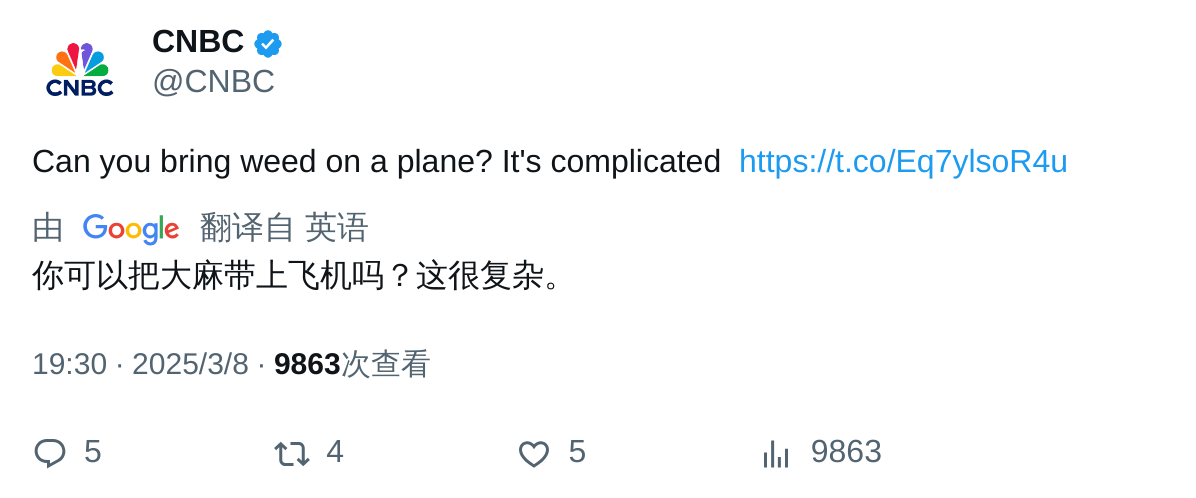 CNBC
CNBC
@CNBC
Can you bring weed on a plane? It's complicated https://t.co/Eq7ylsoR4u
由 Google 翻译自 英语
你可以把大麻带上飞机吗？这很复杂。
19:30 · 2025/3/8 · 9863次查看
5 4 5 9863